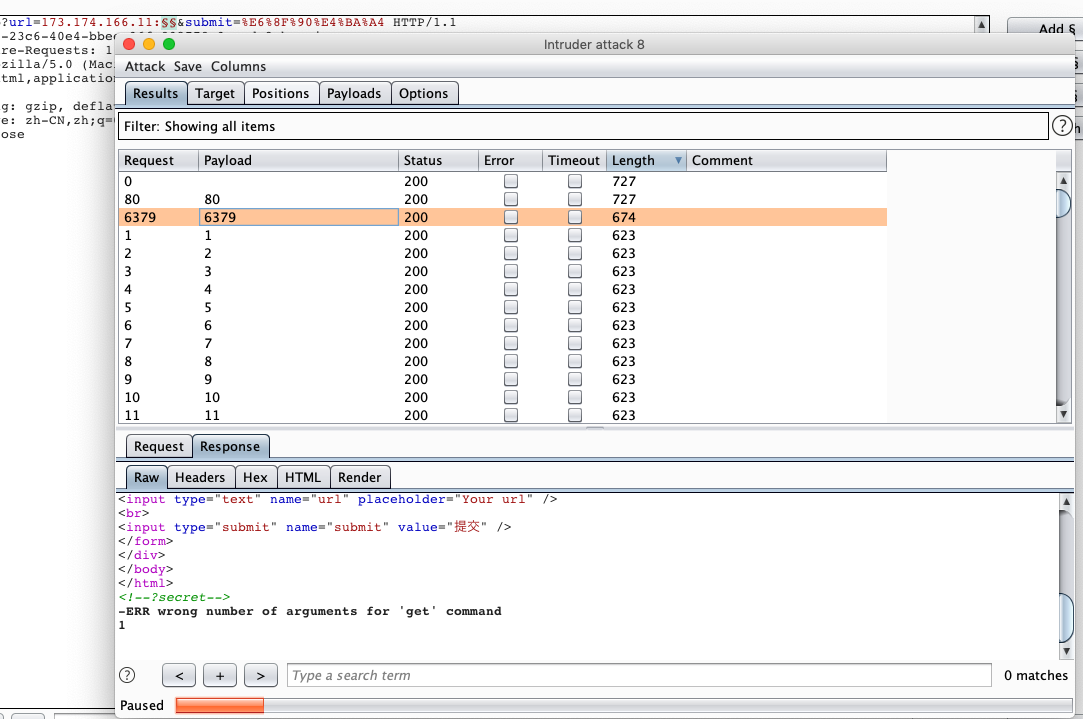 ?url=173.174.166.11:§§&submit=%E6%8F%90%E4%BA%A4 HTTP/1.1
Add §
-23c6-40e4-bbee
re-Requests: 1
zilla/5.0 (Mac
tml,application
g: gzip, defla
e: zh-CN,zh;q=
ose
Intruder attack 8
Attack Save Columns
Results Target Positions Payloads Options
Filter: Showing all items
?
Request Payload Status Error Timeout Length Comment
0 200 727
80 80 200 727
6379 6379 200 674
1 1 200 623
2 2 200 623
3 3 200 623
4 4 200 623
5 5 200 623
6 6 200 623
7 7 200 623
8 8 200 623
9 9 200 623
10 10 200 623
11 11 200 623
Request Response
Raw Headers Hex HTML Render
<input type="text" name="url" placeholder="Your url" />
<br>
<input type="submit" name="submit" value="提交" />
</form>
</div>
</body>
</html>
<!--?secret-->
-ERR wrong number of arguments for 'get' command
1
? < + > Type a search term 0 matches
Paused